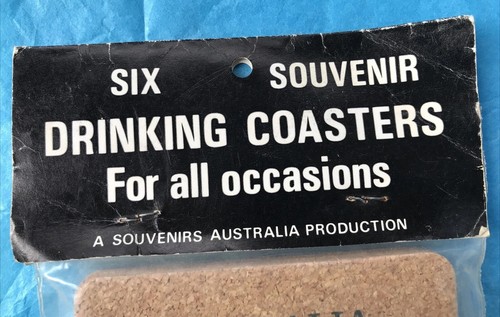 SIX SOUVENIR
DRINKING COASTERS
For all occasions
A SOUVENIRS AUSTRALIA PRODUCTION